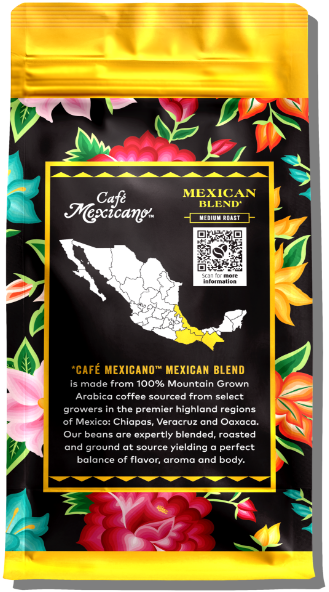 Café
Mexicano™
MEXICAN
BLEND*
MEDIUM ROAST
Scan for more
information
*CAFÉ MEXICANO™ MEXICAN BLEND
is made from 100% Mountain Grown
Arabica coffee sourced from select
growers in the premier highland regions
of Mexico: Chiapas, Veracruz and Oaxaca.
Our beans are expertly blended, roasted
and ground at source yielding a perfect
balance of flavor, aroma and body.